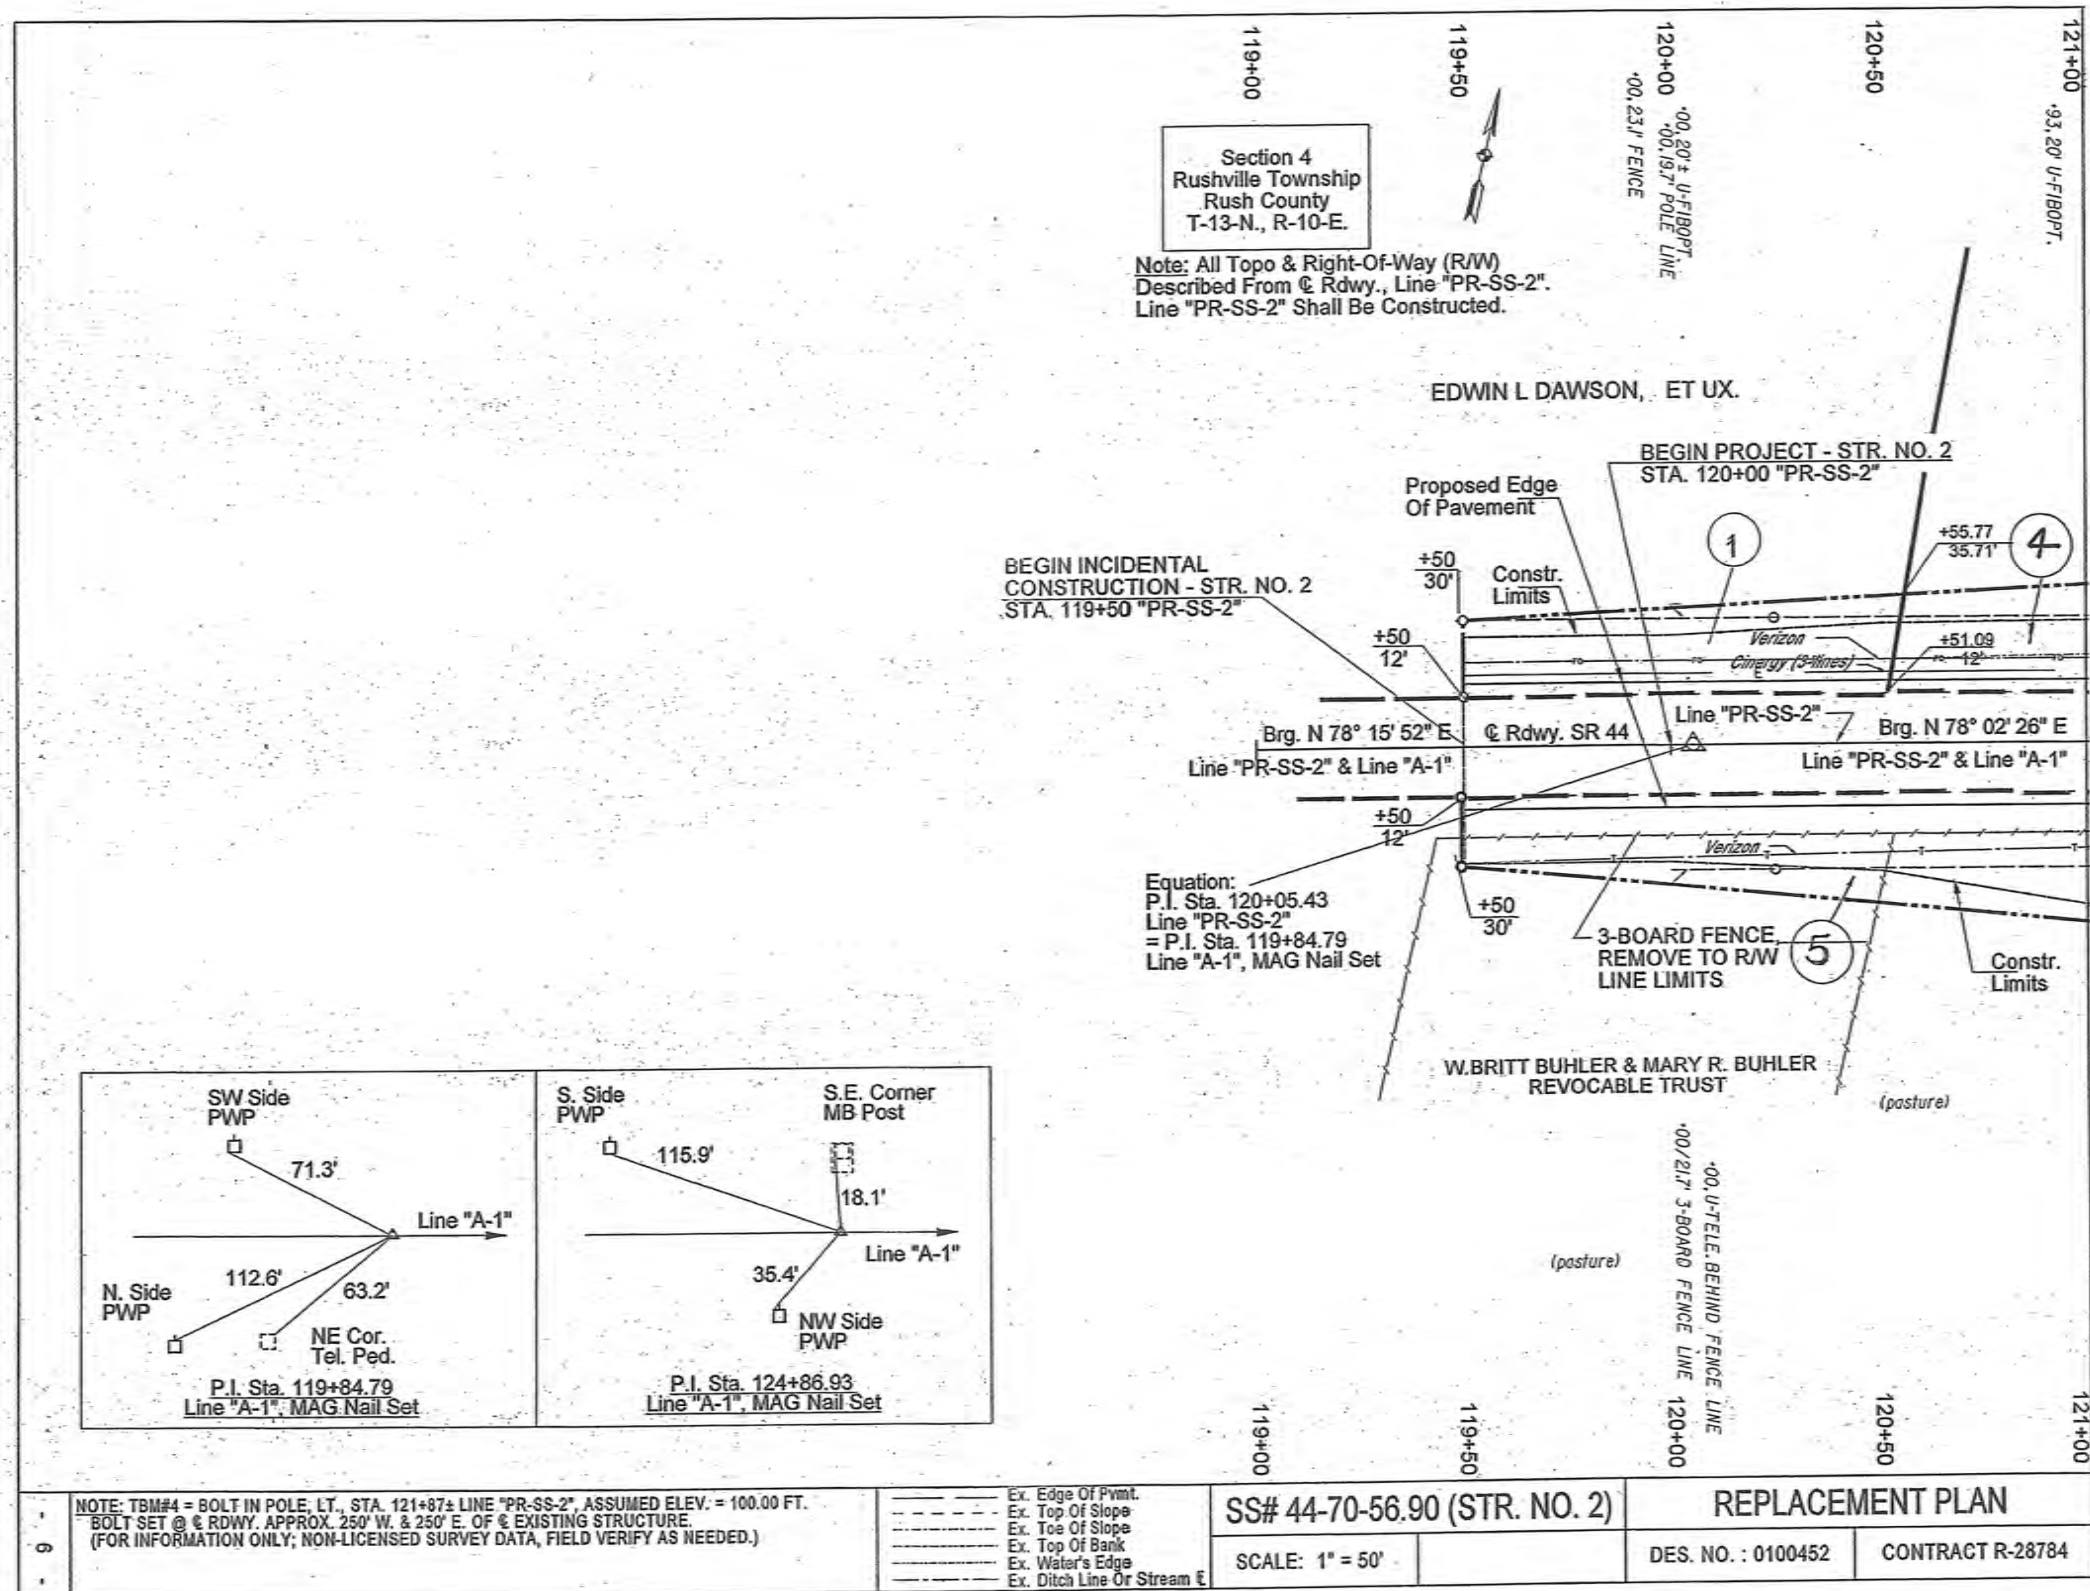 119+00
119+50
120+00
120+50
121+00
+00, 20'± U-FIBOPT.
+00, 19.7' POLE LINE
+00, 23.1' FENCE
+93, 20' U-FIBOPT.
Section 4
Rushville Township
Rush County
T-13-N., R-10-E.
Note: All Topo & Right-Of-Way (R/W)
Described From ℄ Rdwy., Line "PR-SS-2".
Line "PR-SS-2" Shall Be Constructed.
EDWIN L DAWSON, ET UX.
BEGIN PROJECT - STR. NO. 2
STA. 120+00 "PR-SS-2"
Proposed Edge
Of Pavement
1
+55.77
35.71'
4
BEGIN INCIDENTAL
CONSTRUCTION - STR. NO. 2
STA. 119+50 "PR-SS-2"
+50
30'
Constr.
Limits
+50
12'
Verizon
Cinergy (3-lines)
E
+51.09
12'
Brg. N 78° 15' 52" E
℄ Rdwy. SR 44
Line "PR-SS-2"
Brg. N 78° 02' 26" E
Line "PR-SS-2" & Line "A-1"
Line "PR-SS-2" & Line "A-1"
+50
12'
Verizon
T
T
T
Equation:
P.I. Sta. 120+05.43
Line "PR-SS-2"
= P.I. Sta. 119+84.79
Line "A-1", MAG Nail Set
+50
30'
3-BOARD FENCE,
REMOVE TO R/W
LINE LIMITS
5
Constr.
Limits
W.BRITT BUHLER & MARY R. BUHLER
REVOCABLE TRUST
(pasture)
(pasture)
+00, U-TELE. BEHIND FENCE LINE
+00/21.7' 3-BOARD FENCE LINE
SW Side
PWP
71.3'
Line "A-1"
112.6'
63.2'
N. Side
PWP
NE Cor.
Tel. Ped.
P.I. Sta. 119+84.79
Line "A-1", MAG Nail Set
S. Side
PWP
S.E. Corner
MB Post
115.9'
18.1'
Line "A-1"
35.4'
NW Side
PWP
P.I. Sta. 124+86.93
Line "A-1", MAG Nail Set
119+00
119+50
120+00
120+50
121+00
- 6 -
NOTE: TBM#4 = BOLT IN POLE, LT., STA. 121+87± LINE "PR-SS-2", ASSUMED ELEV. = 100.00 FT.
BOLT SET @ ℄ RDWY. APPROX. 250' W. & 250' E. OF ℄ EXISTING STRUCTURE.
(FOR INFORMATION ONLY; NON-LICENSED SURVEY DATA, FIELD VERIFY AS NEEDED.)
Ex. Edge Of Pvmt.
Ex. Top Of Slope
Ex. Toe Of Slope
Ex. Top Of Bank
Ex. Water's Edge
Ex. Ditch Line Or Stream ℄
SS# 44-70-56.90 (STR. NO. 2)
SCALE: 1" = 50'
REPLACEMENT PLAN
DES. NO. : 0100452
CONTRACT R-28784